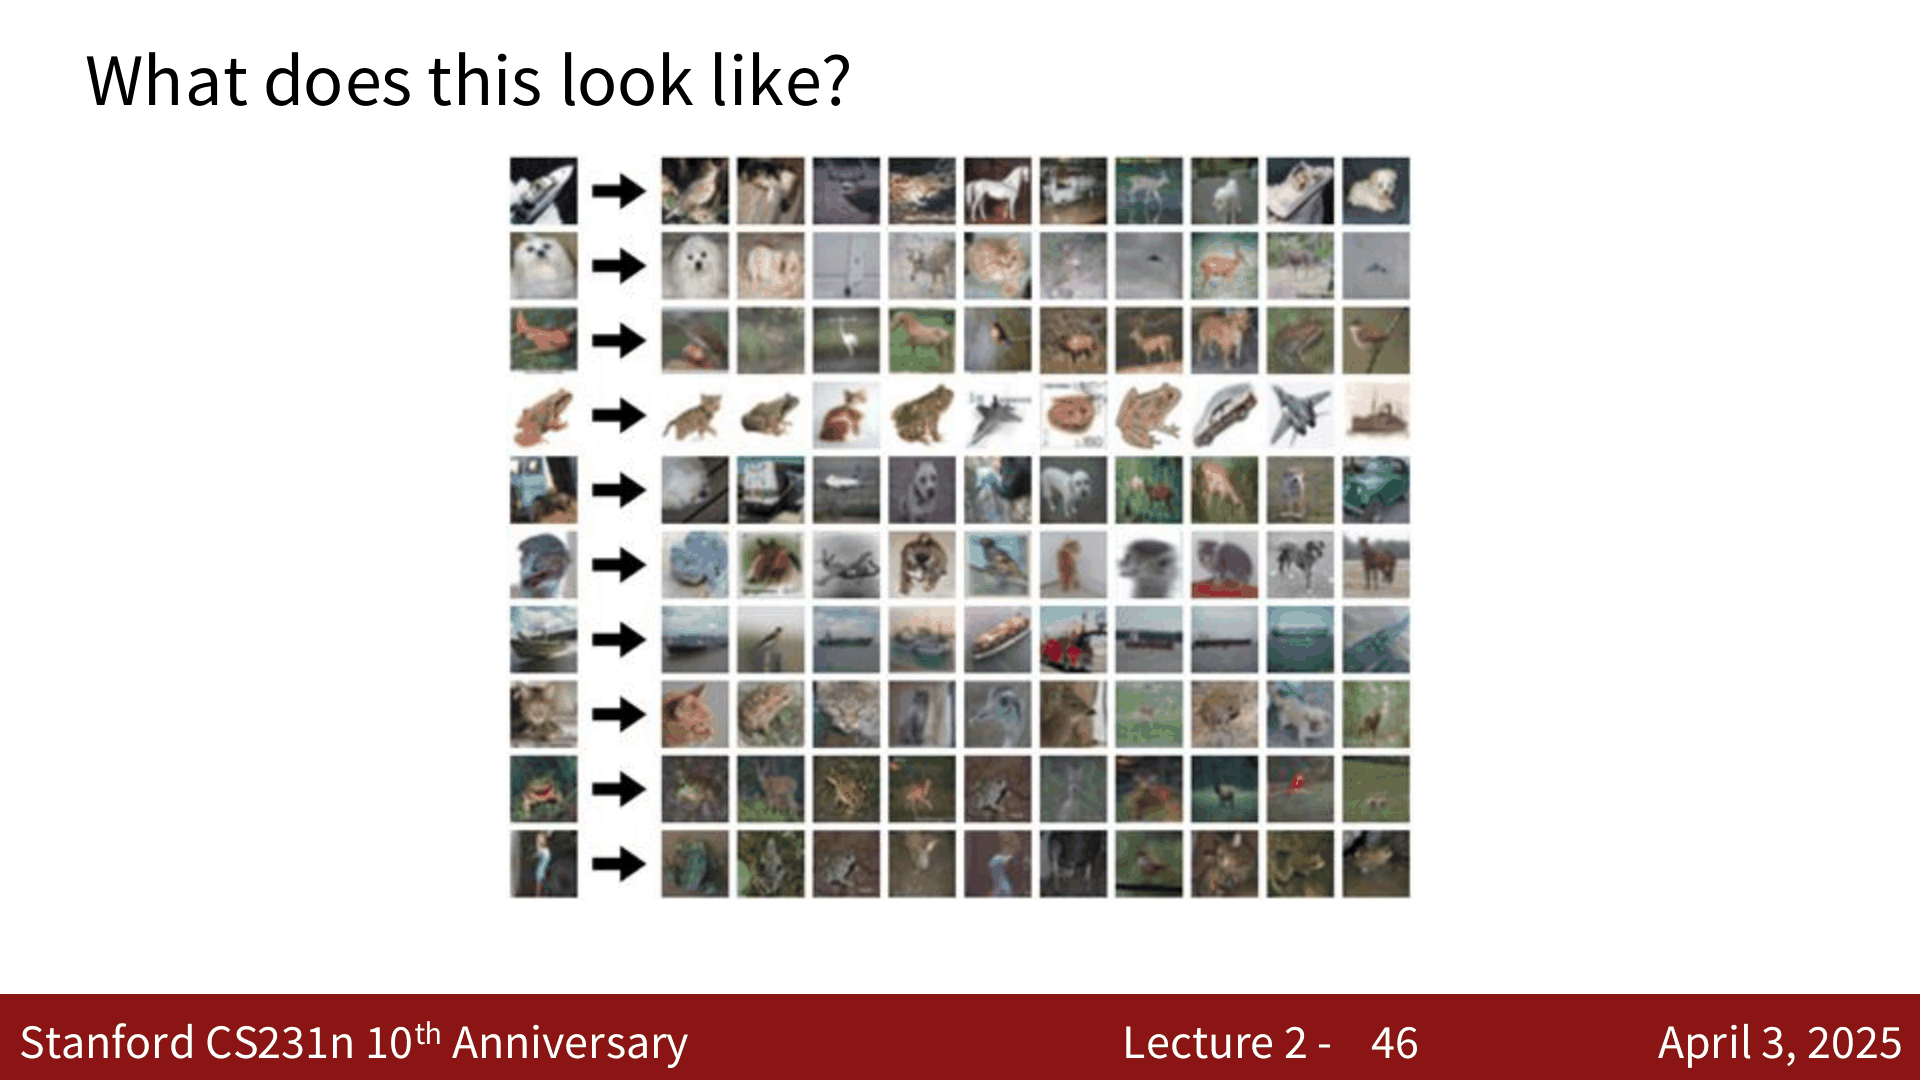 What does this look like?
Stanford CS231n 10th Anniversary
Lecture 2 - 46
April 3, 2025